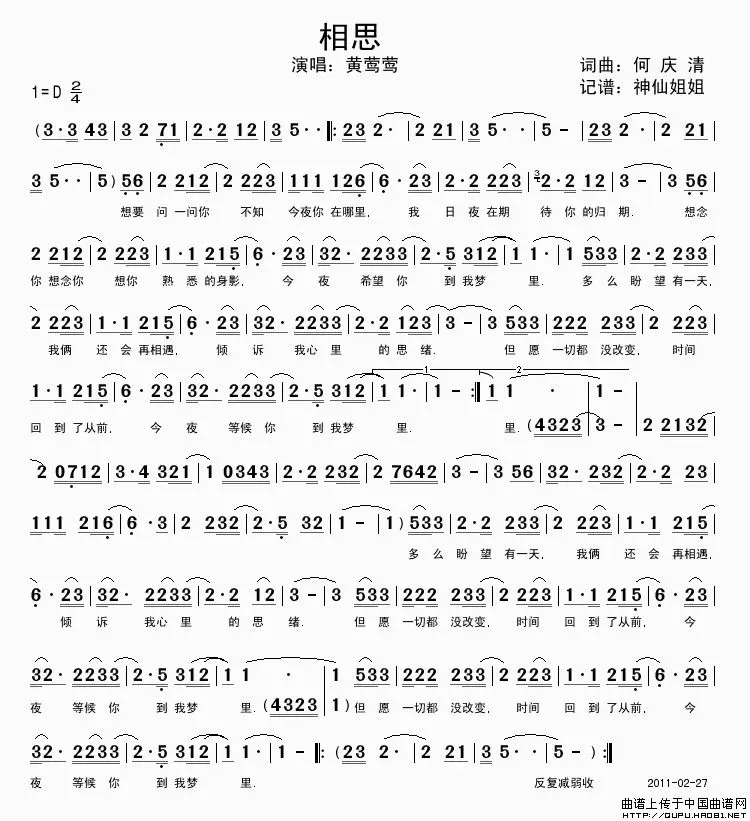 相思
演唱：黄莺莺
词曲：何 庆 清
1=D 2/4
记谱：神仙姐姐
(3·3 43|3 2 71|2·2 12|3 5··|:23 2·|2 21|3 5··|5 -|23 2·|2 21
3 5··|5)56|2 212|2 223|111 126|6·23|2·2 223|3 2·2 12|3 -|3 56
想要 问 一问你 不知 今夜你在哪里, 我 日夜在期 待你的归期. 想念
2 212|2 223|1·1 215|6·23|32·2233|2·5 312|1 1·|1 533|2·2 233
你 想念你 想你 熟悉的身影, 今 夜 希望你 到我梦 里. 多么盼望有一天,
2 223|1·1 215|6·23|32·2233|2·2 123|3 -|3 533|222 233|2 223
我俩 还会再相遇, 倾诉 我心里 的思绪. 但愿 一切都没改变, 时间
1·1 215|6·23|32·2233|2·5 312|1 1·|1 -:|1 1 ·|1 -
1 2
回到了从前, 今 夜 等候你 到我梦 里. 里.(4323|3 -|2 2132
2 0712|3·4 321|1 0343|2·2 232|2 7642|3 -|3 56|32·232|2·2 23
111 216|6·3|2 232|2·5 32|1 -|1)533|2·2 233|2 223|1·1 215
多么盼望有一天, 我俩 还会再相遇,
6·23|32·2233|2·2 12|3 -|3 533|222 233|2 223|1·1 215|6·23
倾诉 我心里 的思绪. 但愿 一切都没改变, 时间 回到了从前, 今
32·2233|2·5 312|1 ·|1 533|222 233|2 223|1·1 215|6·23
夜 等候你 到我梦 里.(4323|1)但愿 一切都没改变, 时间 回到了从前, 今
32·2233|2·5 312|1 1·|1 -|:(23 2·|2 21|3 5··|5 -):|
夜 等候你 到我梦 里. 反复减弱收 2011-02-27
曲谱上传于中国曲谱网
HTTP://QUPU.HAO81.NET